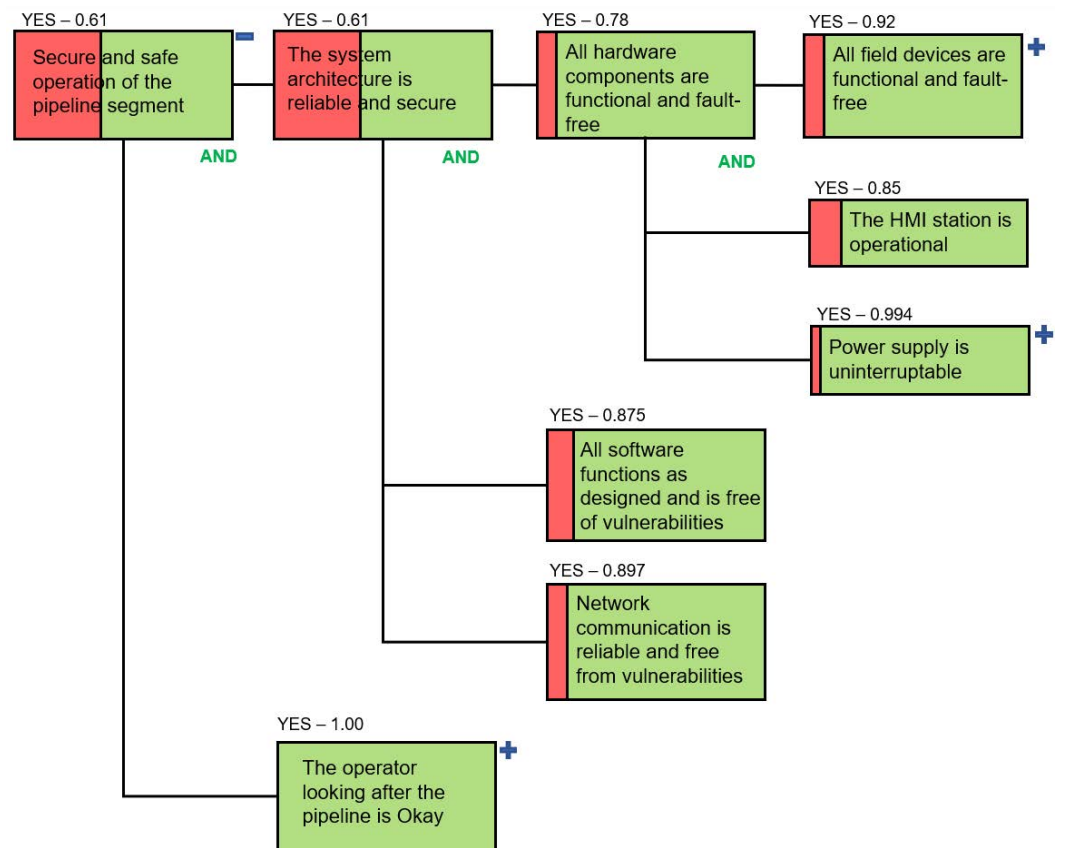 YES – 0.61
Secure and safe
operation of the
pipeline segment
AND
YES – 0.61
The system
architecture is
reliable and secure
AND
YES – 0.78
All hardware
components are
functional and fault-
free
AND
YES – 0.92
All field devices are
functional and fault-
free
YES – 0.85
The HMI station is
operational
YES – 0.994
Power supply is
uninterruptable
YES – 0.875
All software
functions as
designed and is free
of vulnerabilities
YES – 0.897
Network
communication is
reliable and free
from vulnerabilities
YES – 1.00
The operator
looking after the
pipeline is Okay